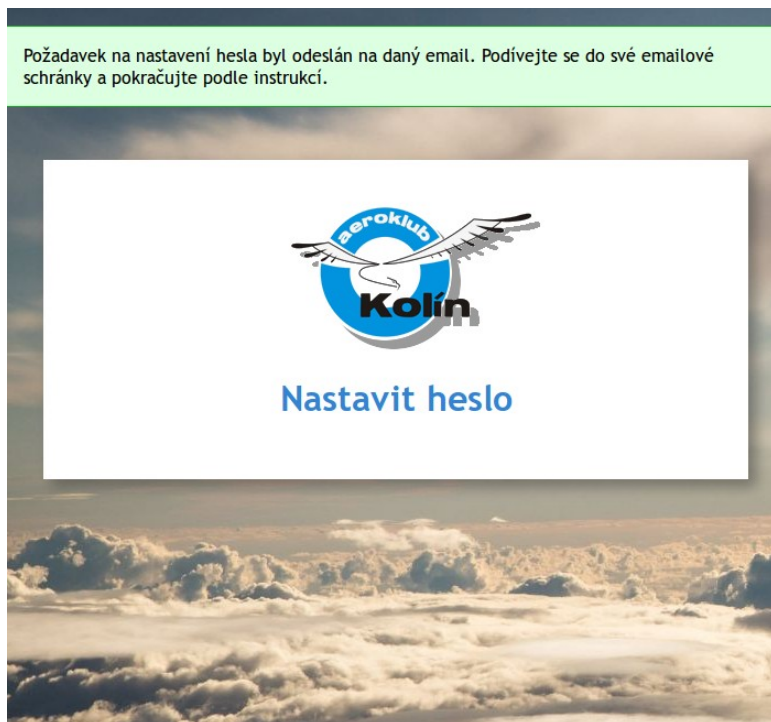 Požadavek na nastavení hesla byl odeslán na daný email. Podívejte se do své emailové
schránky a pokračujte podle instrukcí.
aeroklub
Kolín
Nastavit heslo